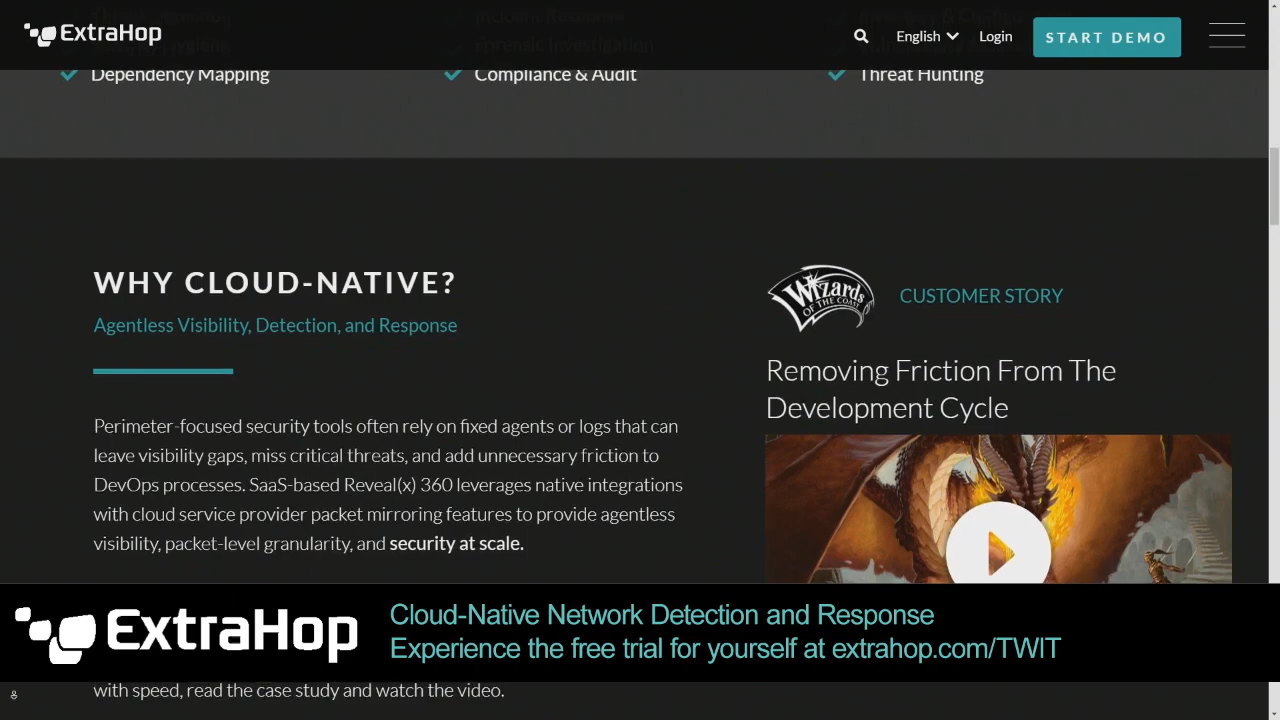 ExtraHop
English
Login
START DEMO
Incident Response
Forensic Investigation
Dependency Mapping
Compliance & Audit
Threat Hunting
WHY CLOUD-NATIVE?
Agentless Visibility, Detection, and Response
Perimeter-focused security tools often rely on fixed agents or logs that can
leave visibility gaps, miss critical threats, and add unnecessary friction to
DevOps processes. SaaS-based Reveal(x) 360 leverages native integrations
with cloud service provider packet mirroring features to provide agentless
visibility, packet-level granularity, and security at scale.
Wizards
OF THE COAST
CUSTOMER STORY
Removing Friction From The
Development Cycle
ExtraHop
Cloud-Native Network Detection and Response
Experience the free trial for yourself at extrahop.com/TWIT
with speed, read the case study and watch the video.